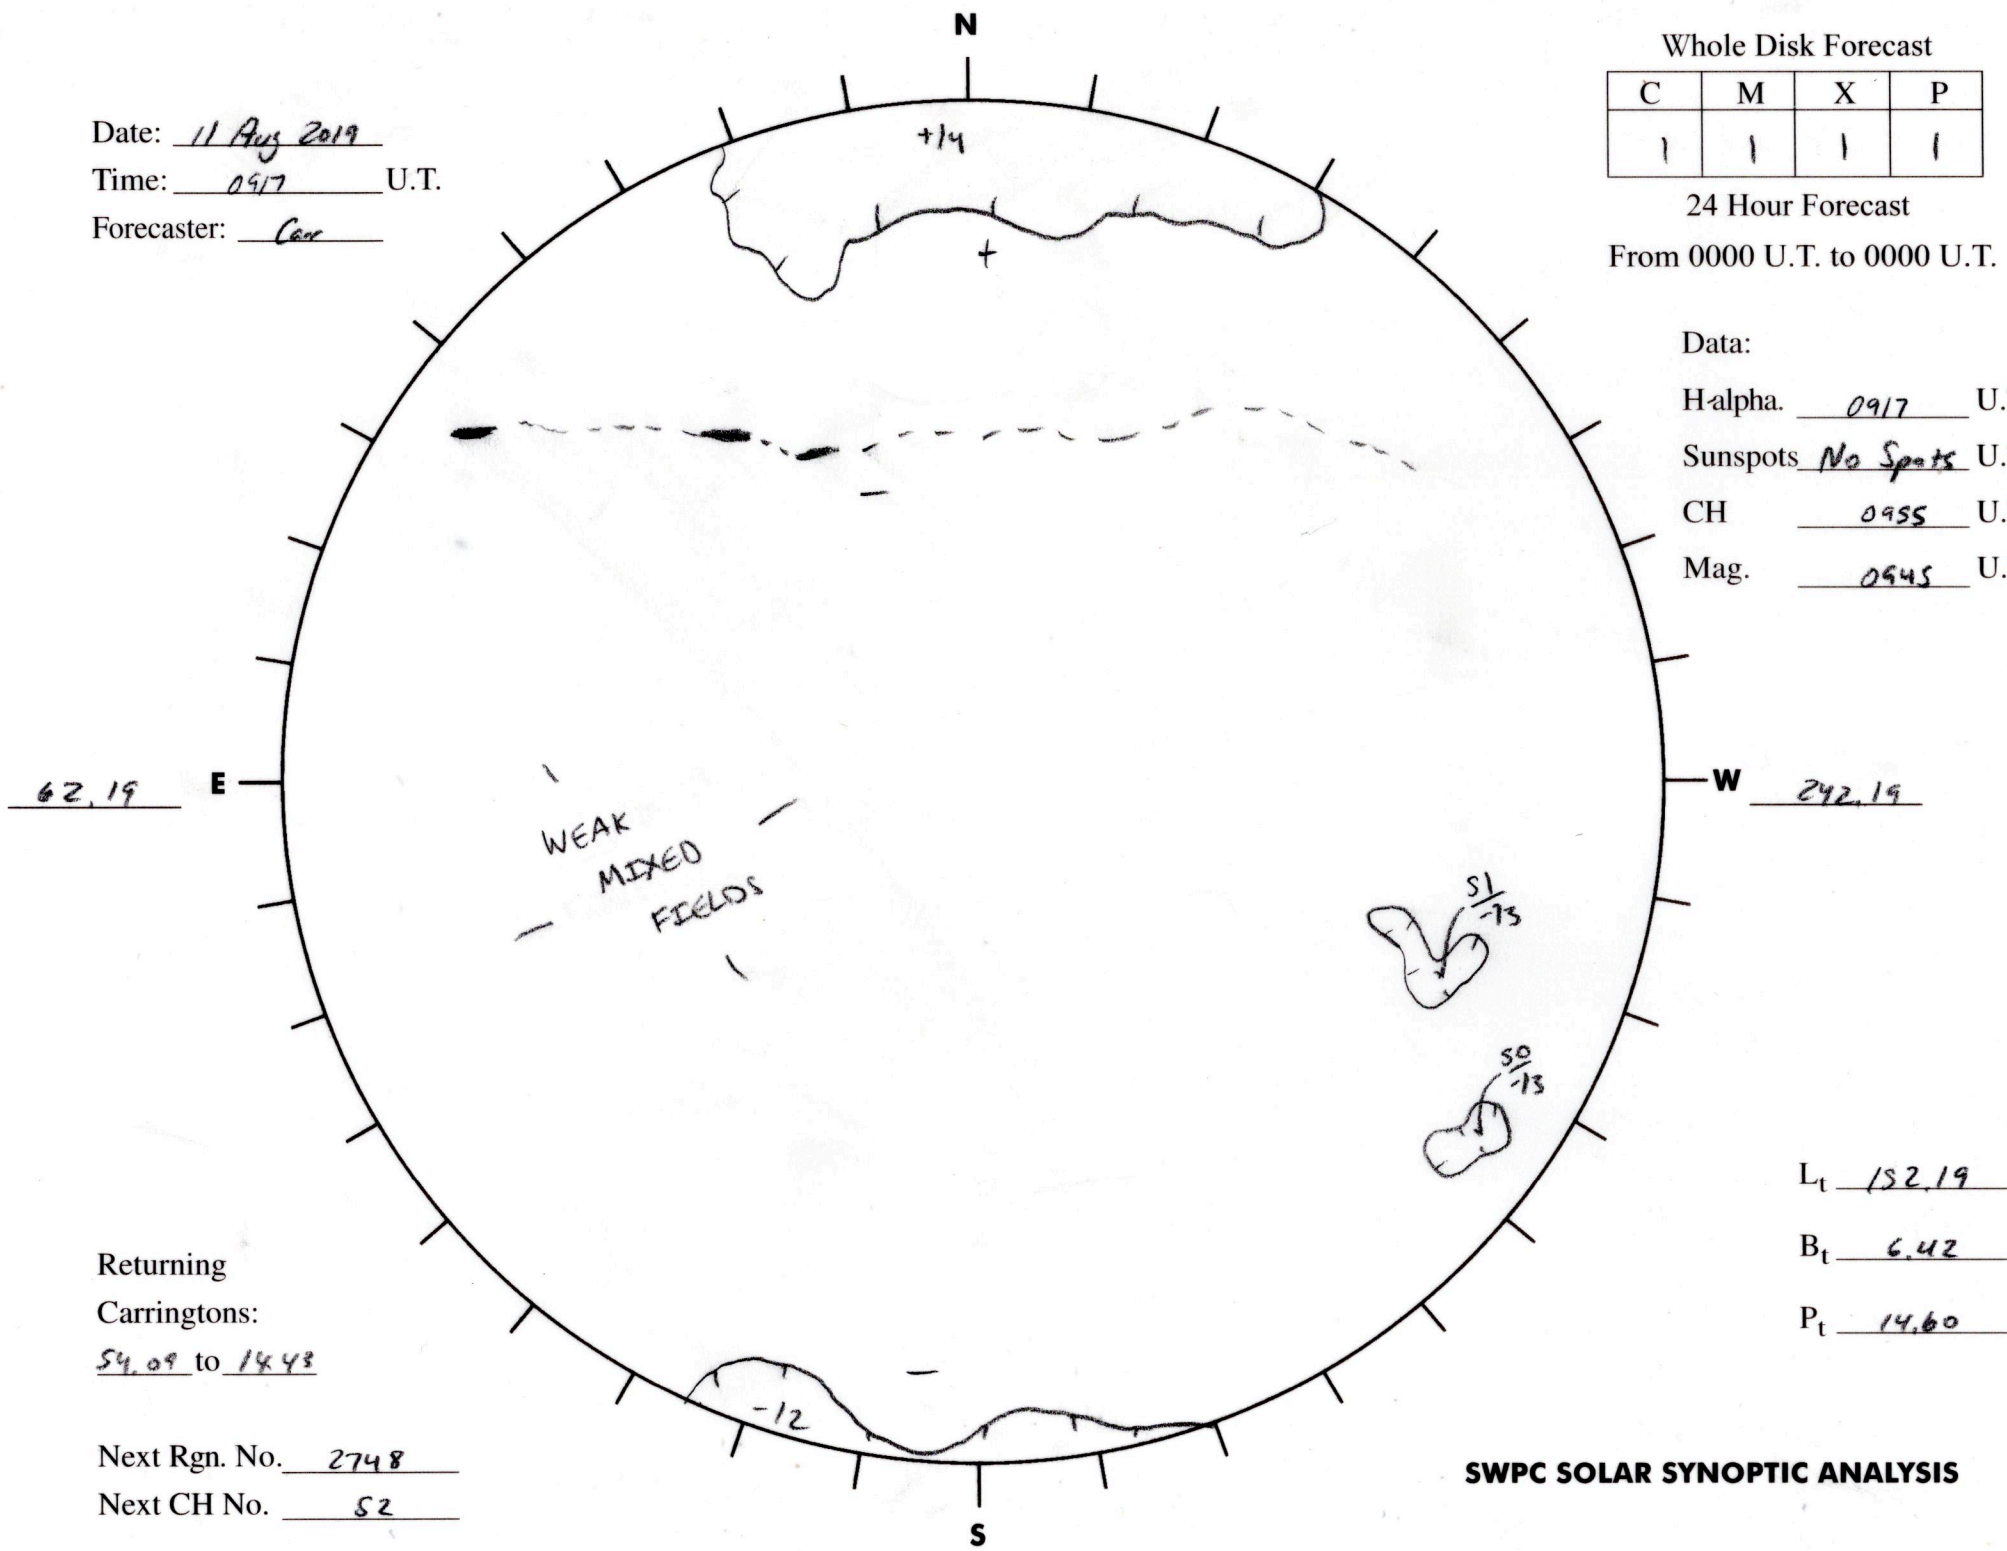 N
Whole Disk Forecast
C M X P
1 1 1 1
24 Hour Forecast
From 0000 U.T. to 0000 U.T.
Date: 11 Aug 2019
Time: 0917 U.T.
Forecaster:
+14
+
Data:
H-alpha. 0917 U.
Sunspots No Spots U.
CH 0955 U.
Mag. 0945 U.
62.19 E
W 242.19
WEAK
MIXED
FIELDS
51
-13
50
-13
Lt 152.19
Bt 6.42
Pt 14.60
Returning
Carringtons:
54.09 to 14.43
-12
Next Rgn. No. 2748
Next CH No. 52
SWPC SOLAR SYNOPTIC ANALYSIS
S